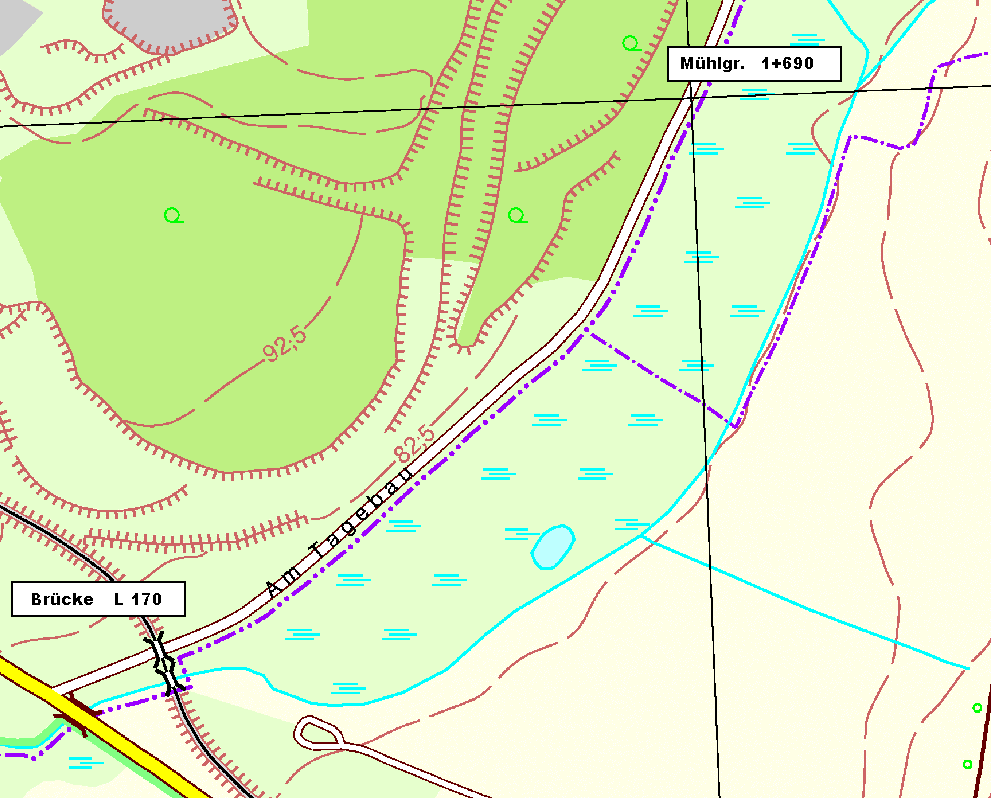 Mühlgr. 1+690
92,5
82,5
Am Tagebau
Brücke L 170